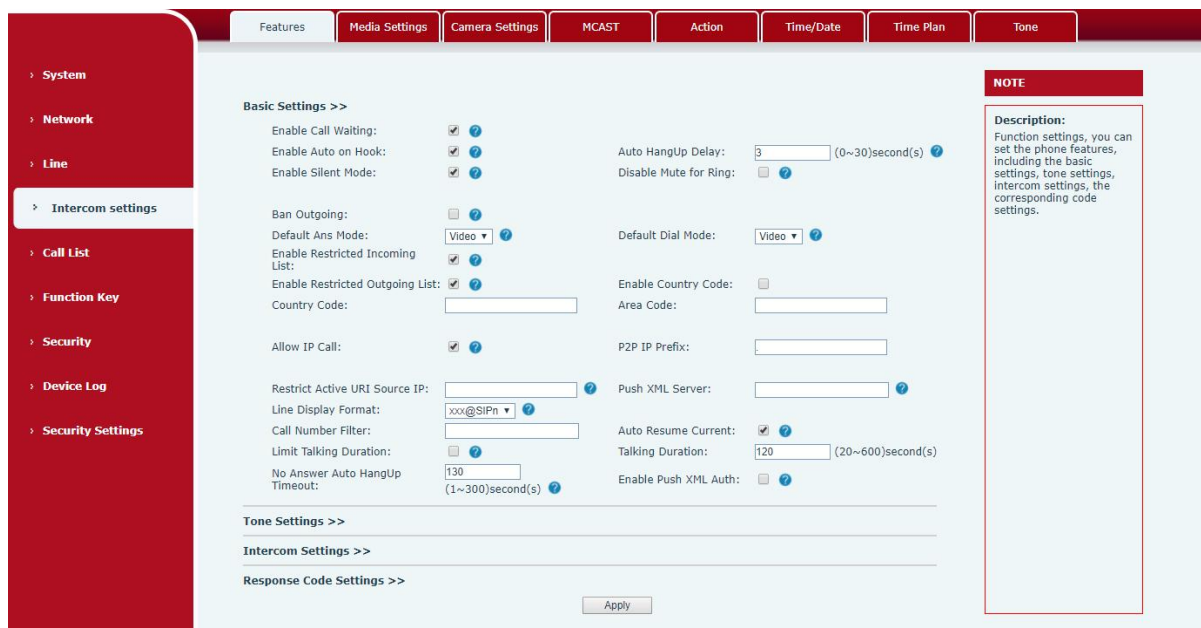 Features Media Settings Camera Settings MCAST Action Time/Date Time Plan Tone
› System
› Network
› Line
› Intercom settings
› Call List
› Function Key
› Security
› Device Log
› Security Settings
Basic Settings >>
Enable Call Waiting: ?
Enable Auto on Hook: ? Auto HangUp Delay: 3 (0~30)second(s) ?
Enable Silent Mode: ? Disable Mute for Ring: ?
Ban Outgoing: ?
Default Ans Mode: Video ▼ ? Default Dial Mode: Video ▼ ?
Enable Restricted Incoming
List: ?
Enable Restricted Outgoing List: ? Enable Country Code:
Country Code: Area Code:
Allow IP Call: ? P2P IP Prefix: .
Restrict Active URI Source IP: ? Push XML Server: ?
Line Display Format: xxx@SIPn ▼ ?
Call Number Filter: Auto Resume Current: ?
Limit Talking Duration: ? Talking Duration: 120 (20~600)second(s)
No Answer Auto HangUp
Timeout: 130
(1~300)second(s) ? Enable Push XML Auth: ?
Tone Settings >>
Intercom Settings >>
Response Code Settings >>
Apply
NOTE
Description:
Function settings, you can
set the phone features,
including the basic
settings, tone settings,
intercom settings, the
corresponding code
settings.